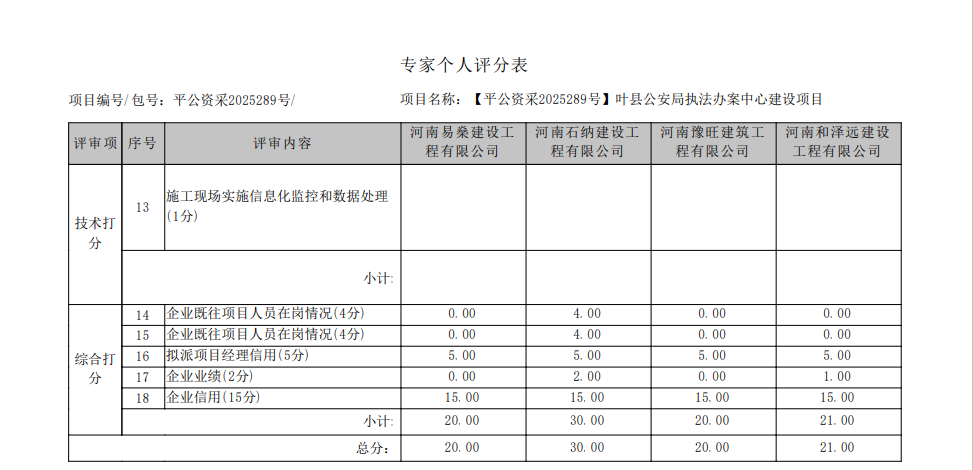 专家个人评分表
项目编号/包号：平公资采2025289号/ 项目名称：【平公资采2025289号】叶县公安局执法办案中心建设项目
评审项 序号 评审内容 河南易燊建设工程有限公司 河南石纳建设工程有限公司 河南豫旺建筑工程有限公司 河南和泽远建设工程有限公司
技术打分
13 施工现场实施信息化监控和数据处理(1分)
小计:
综合打分
14 企业既往项目人员在岗情况(4分) 0.00 4.00 0.00 0.00
15 企业既往项目人员在岗情况(4分) 0.00 4.00 0.00 0.00
16 拟派项目经理信用(5分) 5.00 5.00 5.00 5.00
17 企业业绩(2分) 0.00 2.00 0.00 1.00
18 企业信用(15分) 15.00 15.00 15.00 15.00
小计: 20.00 30.00 20.00 21.00
总分: 20.00 30.00 20.00 21.00